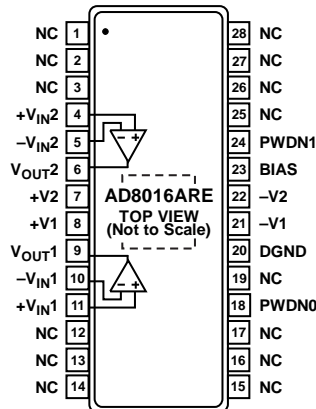 NC 1 28 NC
NC 2 27 NC
NC 3 26 NC
+VIN2 4 25 NC
–VIN2 5 24 PWDN1
VOUT2 6 23 BIAS
+V2 7 AD8016ARE 22 –V2
TOP VIEW
+V1 8 (Not to Scale) 21 –V1
VOUT1 9 20 DGND
–VIN1 10 19 NC
+VIN1 11 18 PWDN0
NC 12 17 NC
NC 13 16 NC
NC 14 15 NC